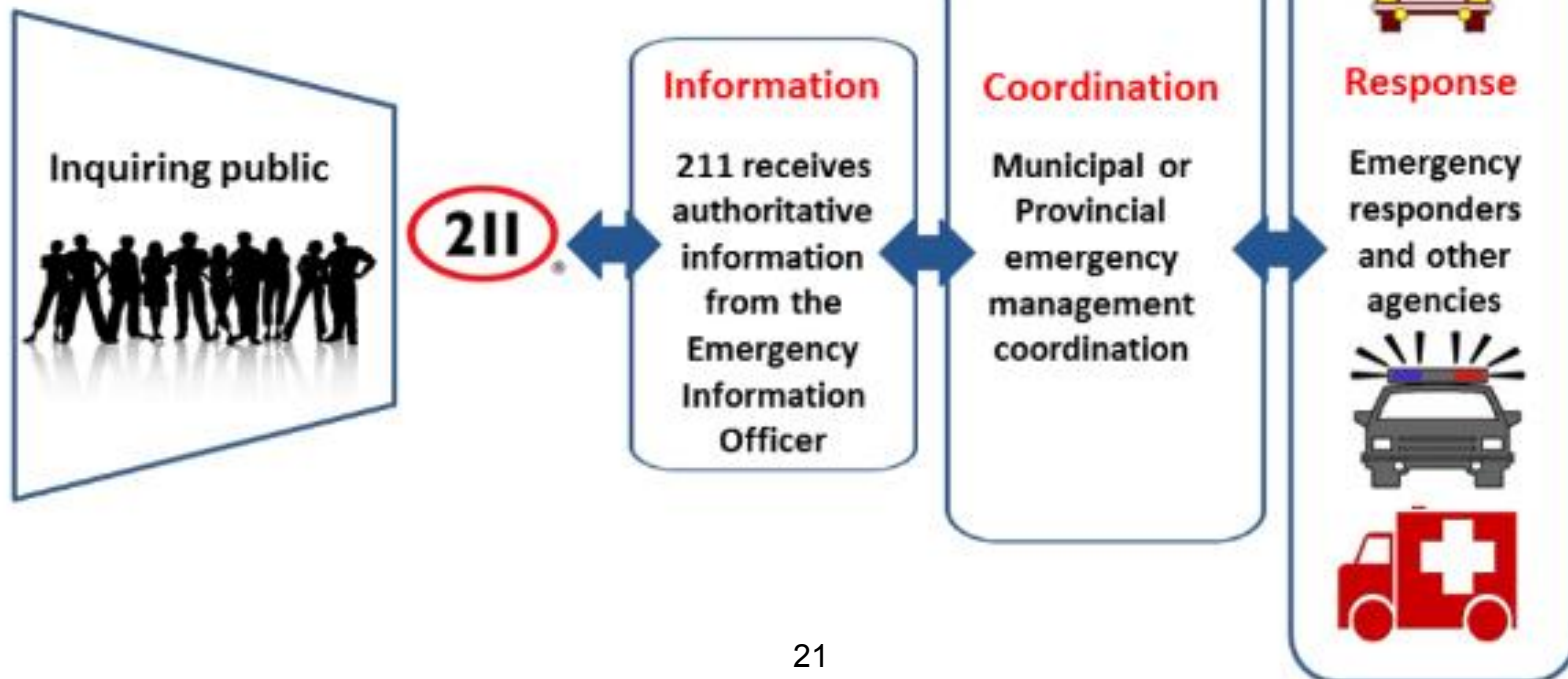 Inquiring public
211
Information
211 receives
authoritative
information
from the
Emergency
Information
Officer
Coordination
Municipal or
Provincial
emergency
management
coordination
Response
Emergency
responders
and other
agencies
21